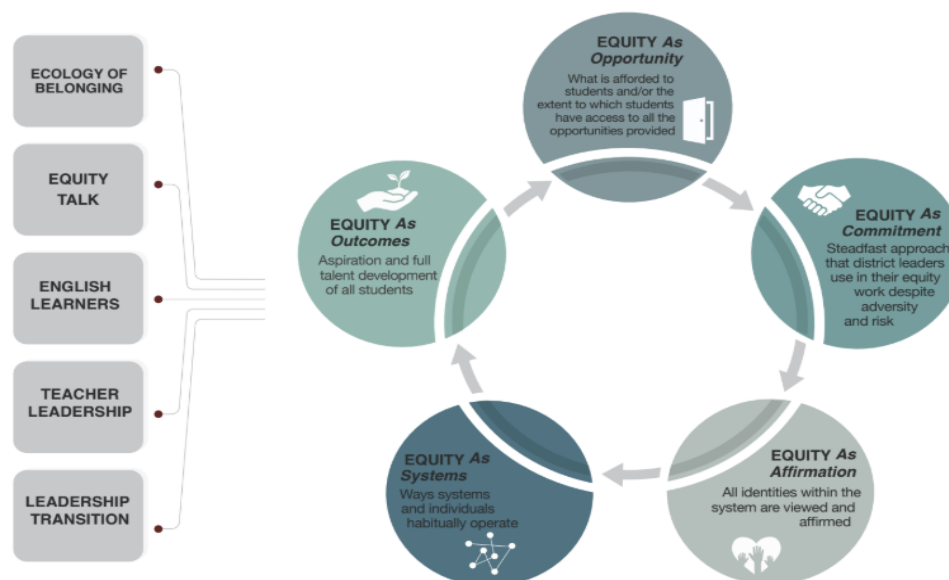 ECOLOGY OF
BELONGING
EQUITY
TALK
ENGLISH
LEARNERS
TEACHER
LEADERSHIP
LEADERSHIP
TRANSITION
EQUITY As
Opportunity
What is afforded to
students and/or the
extent to which students
have access to all the
opportunities provided
EQUITY As
Commitment
Steadfast approach
that district leaders
use in their equity
work despite
adversity
and risk
EQUITY As
Affirmation
All identities within the
system are viewed and
affirmed
EQUITY As
Systems
Ways systems
and individuals
habitually operate
EQUITY As
Outcomes
Aspiration and full
talent development
of all students